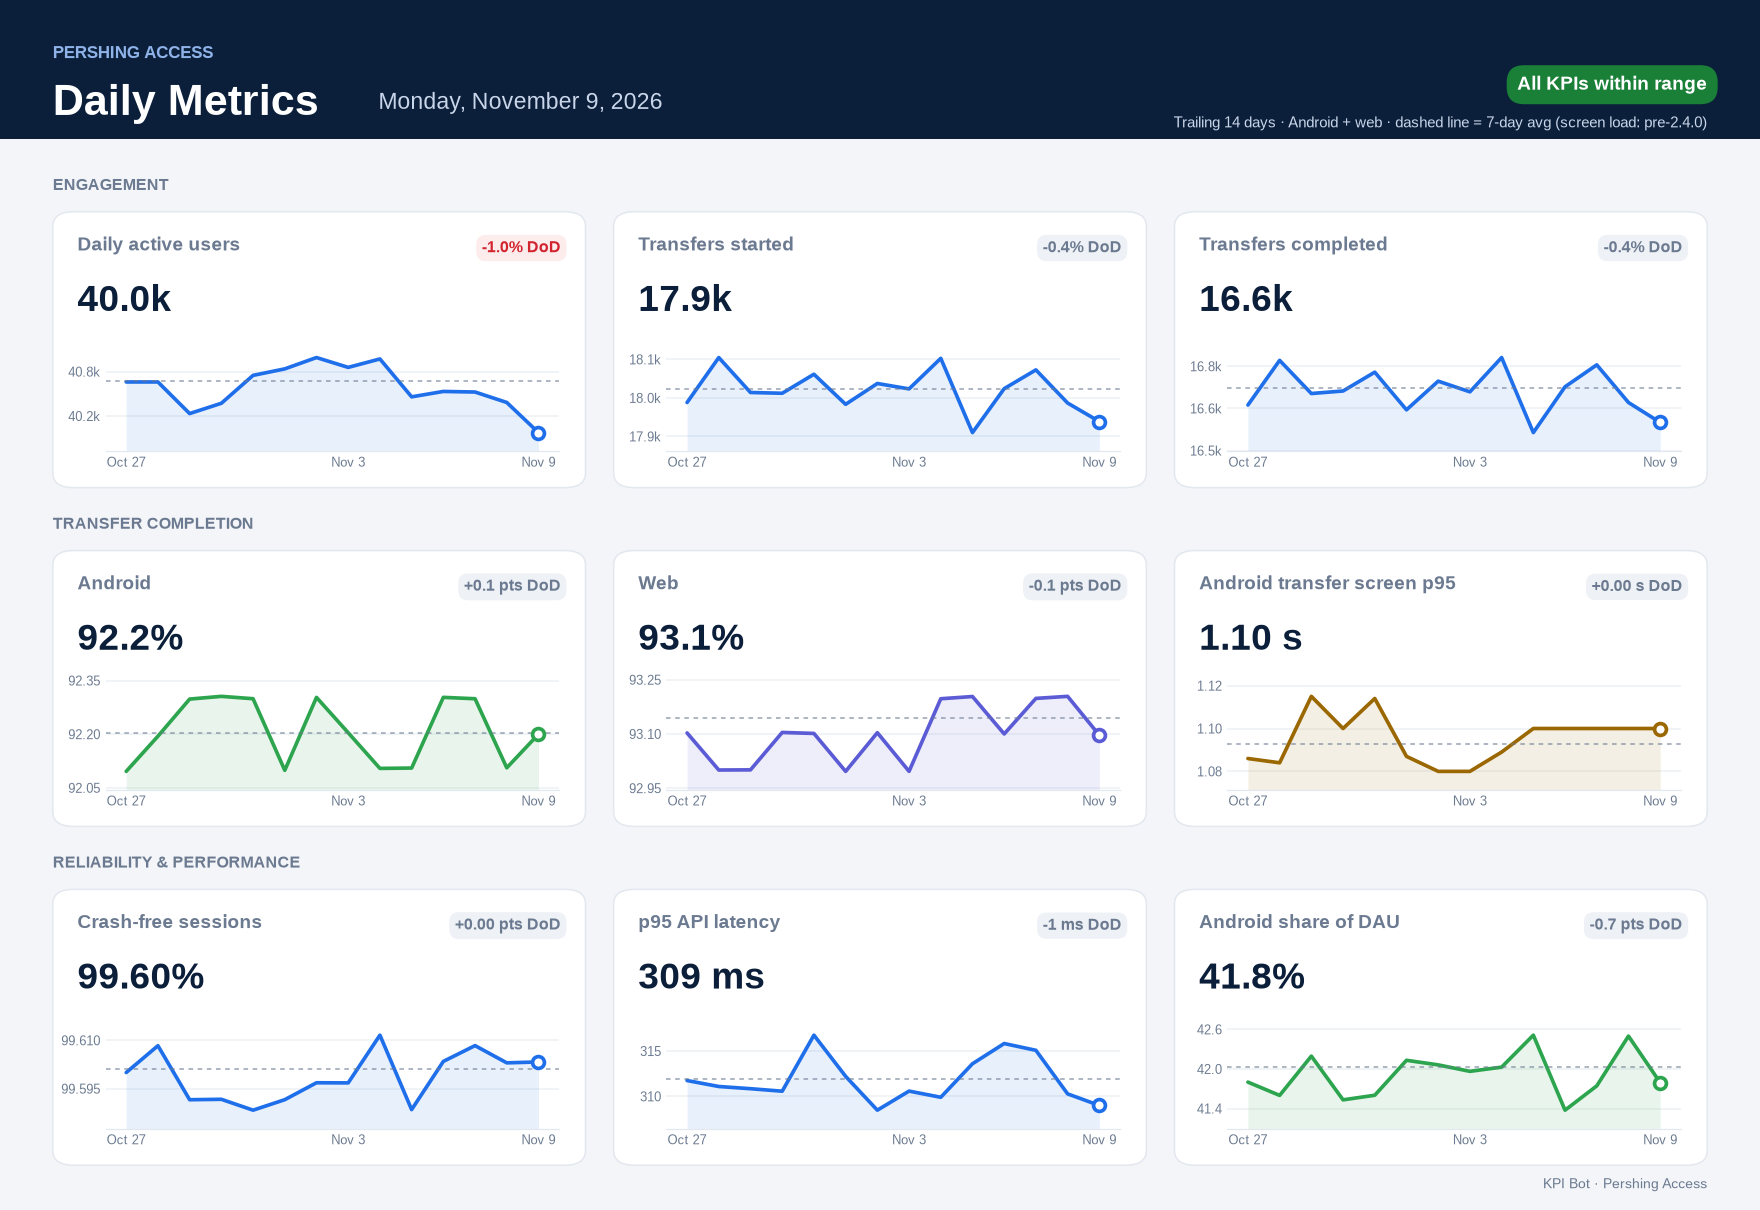 PERSHING ACCESS
Daily Metrics
Monday, November 9, 2026
All KPIs within range
Trailing 14 days · Android + web · dashed line = 7-day avg (screen load: pre-2.4.0)
ENGAGEMENT
Daily active users
-1.0% DoD
40.0k
40.8k
40.2k
Oct 27
Nov 3
Nov 9
Transfers started
-0.4% DoD
17.9k
18.1k
18.0k
17.9k
Oct 27
Nov 3
Nov 9
Transfers completed
-0.4% DoD
16.6k
16.8k
16.6k
16.5k
Oct 27
Nov 3
Nov 9
TRANSFER COMPLETION
Android
+0.1 pts DoD
92.2%
92.35
92.20
92.05
Oct 27
Nov 3
Nov 9
Web
-0.1 pts DoD
93.1%
93.25
93.10
92.95
Oct 27
Nov 3
Nov 9
Android transfer screen p95
+0.00 s DoD
1.10 s
1.12
1.10
1.08
Oct 27
Nov 3
Nov 9
RELIABILITY & PERFORMANCE
Crash-free sessions
+0.00 pts DoD
99.60%
99.610
99.595
Oct 27
Nov 3
Nov 9
p95 API latency
-1 ms DoD
309 ms
315
310
Oct 27
Nov 3
Nov 9
Android share of DAU
-0.7 pts DoD
41.8%
42.6
42.0
41.4
Oct 27
Nov 3
Nov 9
KPI Bot · Pershing Access